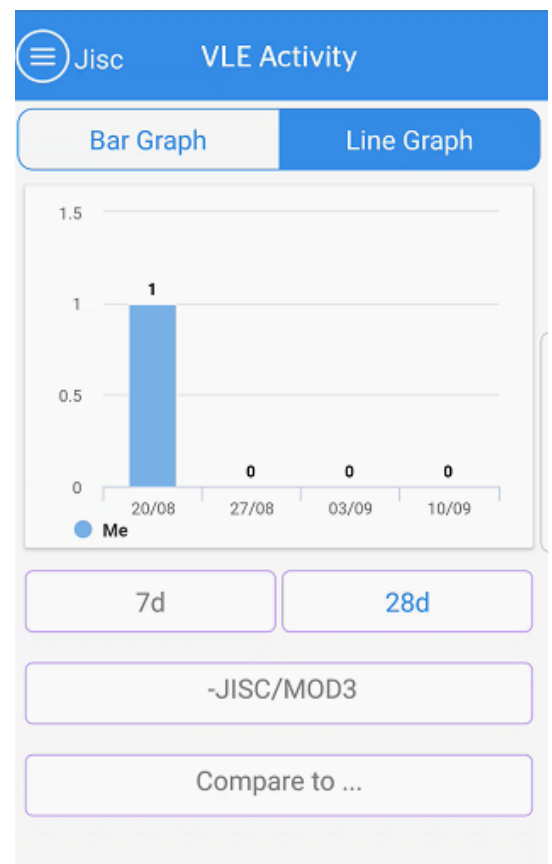 Jisc VLE Activity
Bar Graph Line Graph
1.5
1
1
0.5
0 0 0
0
20/08 27/08 03/09 10/09
Me
7d 28d
-JISC/MOD3
Compare to ...